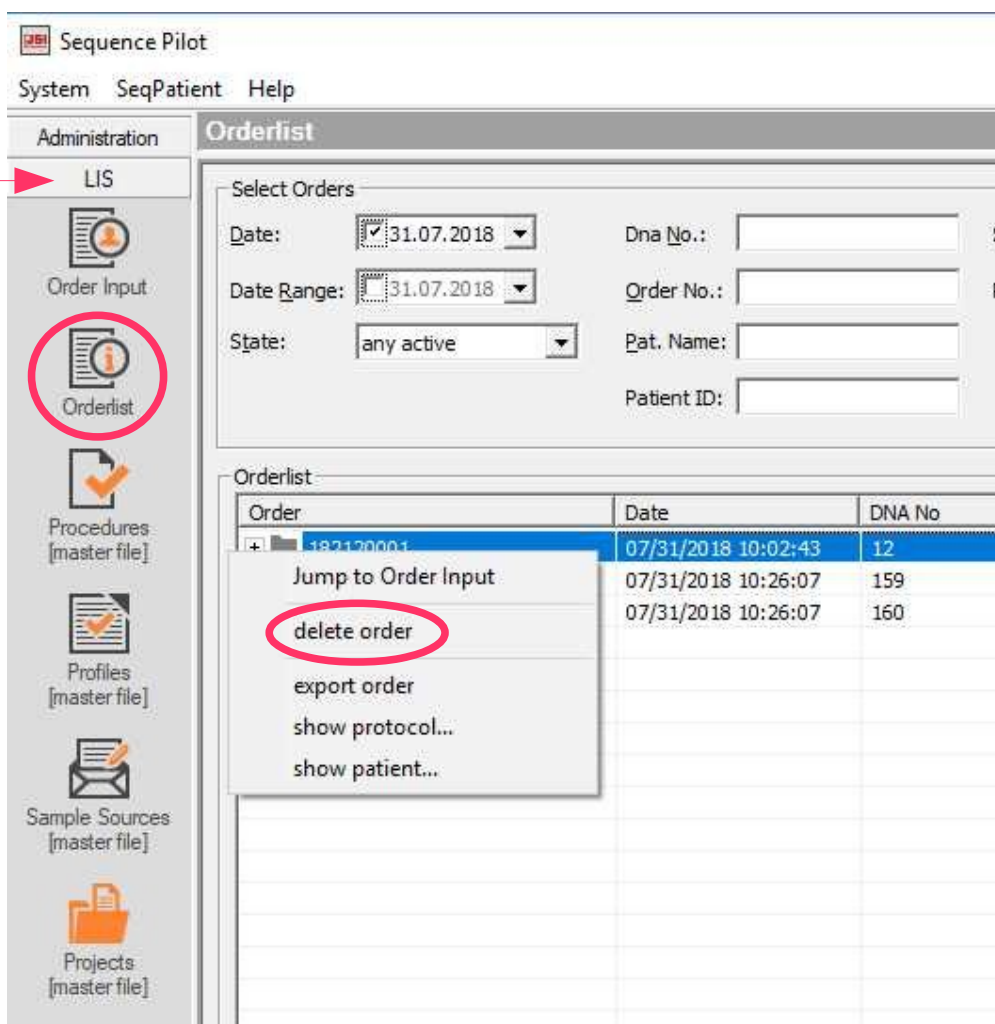 JSI Sequence Pilot
System SeqPatient Help
Administration
LIS
Order Input
Orderlist
Procedures
[master file]
Profiles
[master file]
Sample Sources
[master file]
Projects
[master file]
Orderlist
Select Orders
Date: 31.07.2018 Dna No.:
Date Range: 31.07.2018 Order No.:
State: any active Pat. Name:
Patient ID:
Orderlist
Order Date DNA No
182120001 07/31/2018 10:02:43 12
07/31/2018 10:26:07 159
07/31/2018 10:26:07 160
Jump to Order Input
delete order
export order
show protocol...
show patient...